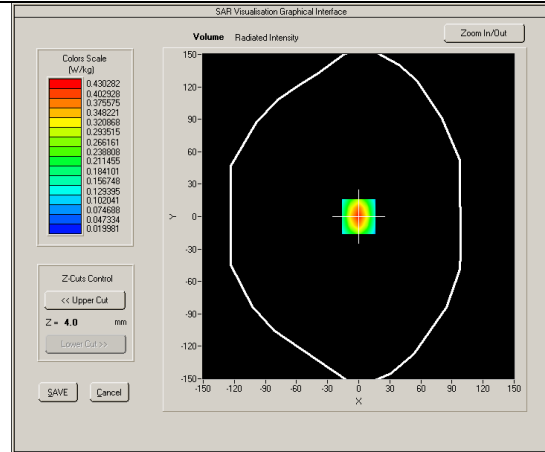 SAR Visualisation Graphical Interface
Volume Radiated Intensity
Zoom In/Out
Colors Scale
(W/kg)
0.430282
0.402928
0.375575
0.348221
0.320868
0.293515
0.266161
0.238808
0.211455
0.184101
0.156748
0.129395
0.102041
0.074688
0.047334
0.019981
Z-Cuts Control
<< Upper Cut
Z = 4.0 mm
Lower Cut >>
SAVE Cancel
150
120
90
60
30
0
-30
-60
-90
-120
-150
Y
-150 -120 -90 -60 -30 0 30 60 90 120 150
X